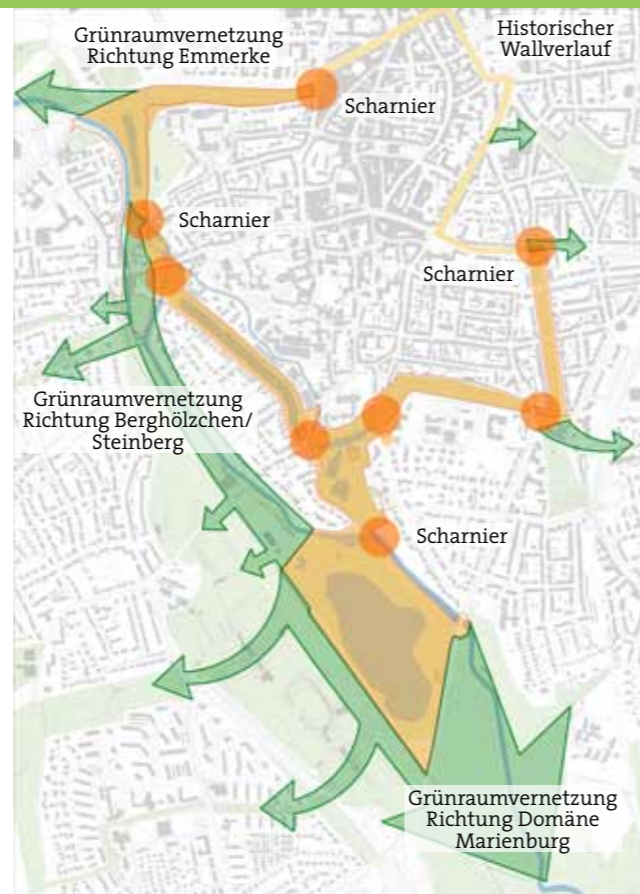 Grünraumvernetzung
Richtung Emmerke
Historischer
Wallverlauf
Scharnier
Scharnier
Scharnier
Grünraumvernetzung
Richtung Berghölzchen/
Steinberg
Scharnier
Grünraumvernetzung
Richtung Domäne
Marienburg